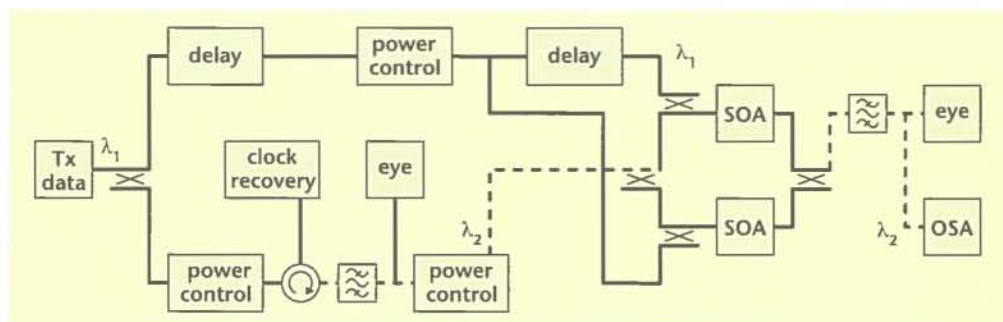 delay
power
control
delay
λ1
SOA
eye
Tx
data
λ1
clock
recovery
eye
λ2
SOA
λ2
OSA
power
control
power
control